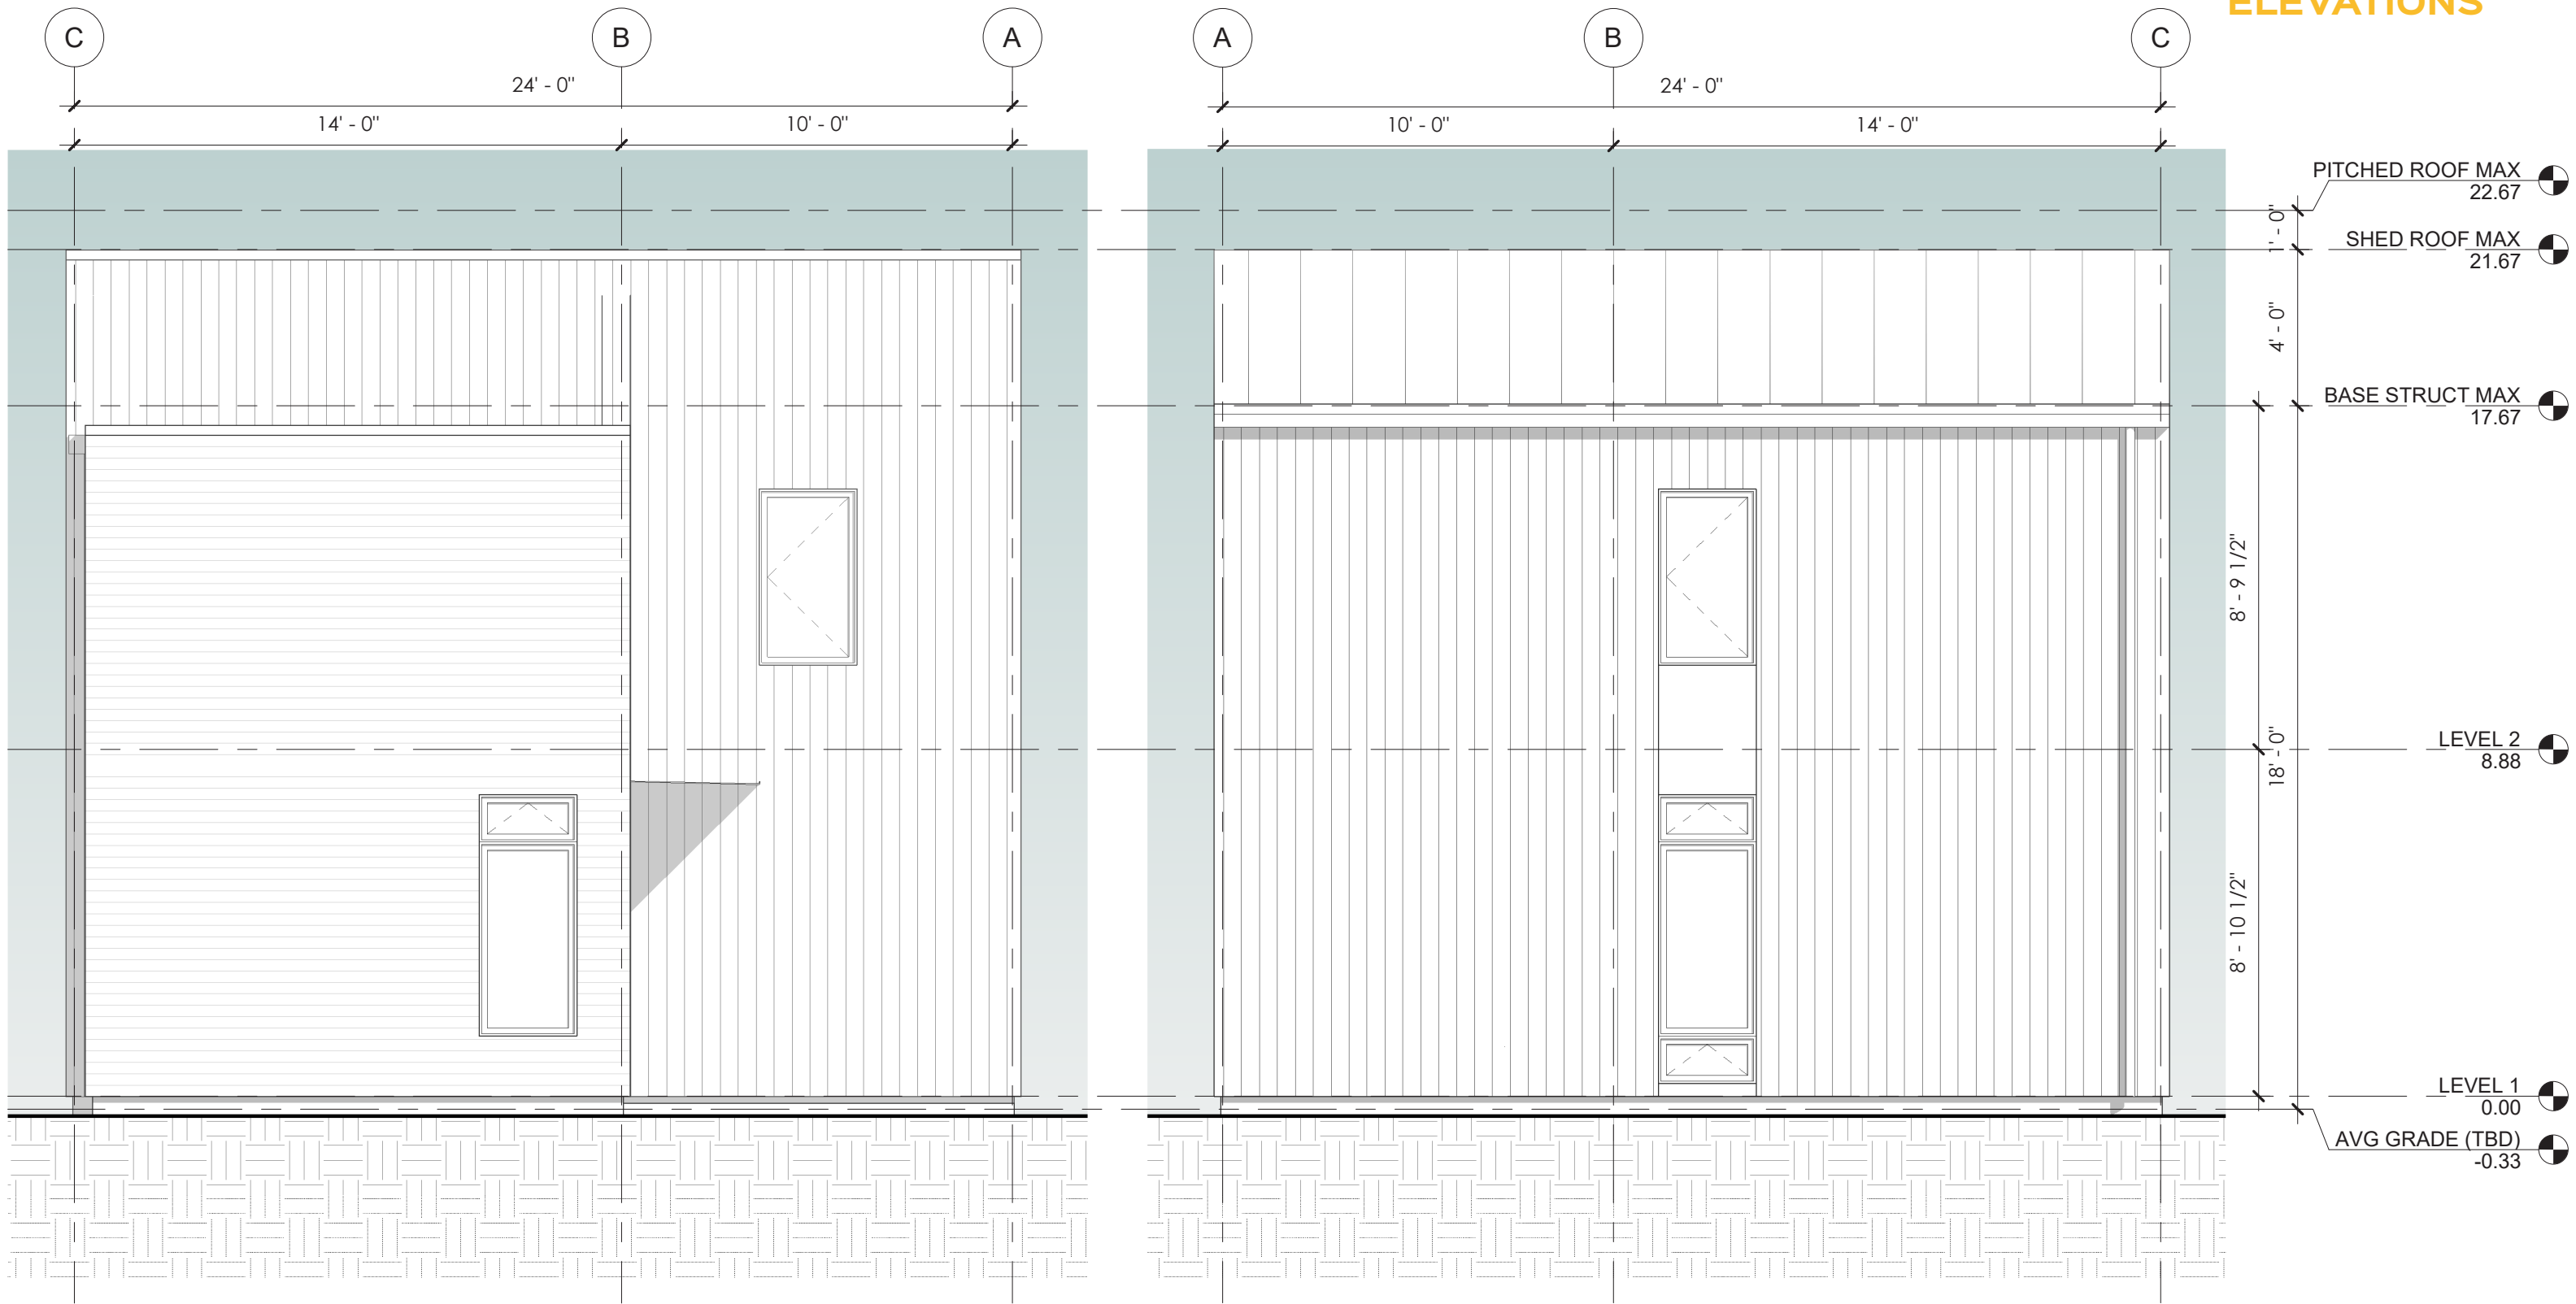 ELEVATIONS
C
B
A
A
B
C
24' - 0"
24' - 0"
14' - 0"
10' - 0"
10' - 0"
14' - 0"
PITCHED ROOF MAX
22.67
1' - 0"
SHED ROOF MAX
21.67
4' - 0"
BASE STRUCT MAX
17.67
8' - 9 1/2"
LEVEL 2
8.88
18' - 0"
8' - 10 1/2"
LEVEL 1
0.00
AVG GRADE (TBD)
-0.33